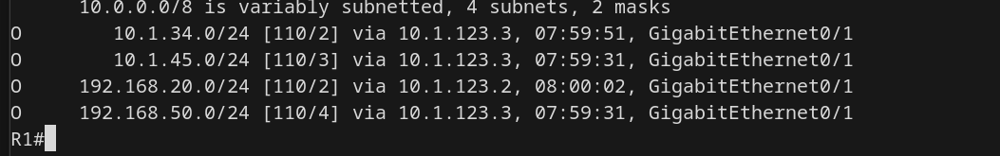 10.0.0.0/8 is variably subnetted, 4 subnets, 2 masks
O 10.1.34.0/24 [110/2] via 10.1.123.3, 07:59:51, GigabitEthernet0/1
O 10.1.45.0/24 [110/3] via 10.1.123.3, 07:59:31, GigabitEthernet0/1
O 192.168.20.0/24 [110/2] via 10.1.123.2, 08:00:02, GigabitEthernet0/1
O 192.168.50.0/24 [110/4] via 10.1.123.3, 07:59:31, GigabitEthernet0/1
R1#